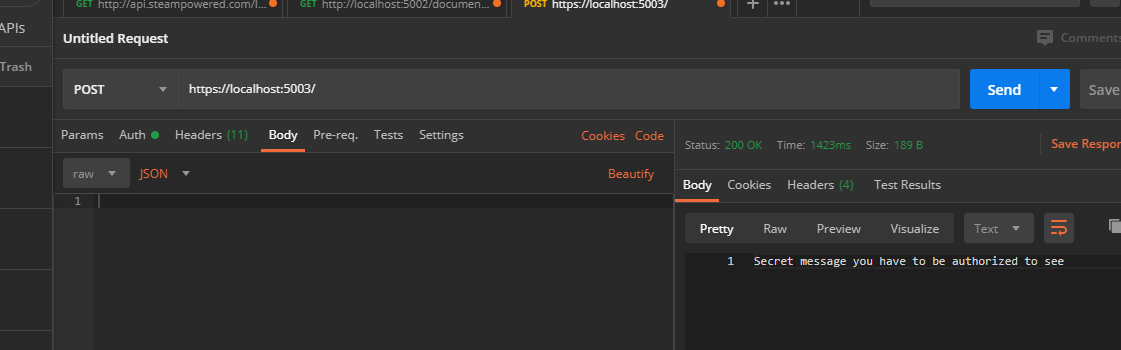 GET http://api.steampowered.com/I... GET http://localhost:5002/documen... POST https://localhost:5003/ + •••
APIs
Untitled Request Comments
Trash
POST https://localhost:5003/ Send Save
Params Auth Headers (11) Body Pre-req. Tests Settings Cookies Code
Status: 200 OK Time: 1423ms Size: 189 B Save Respon
raw JSON Beautify
Body Cookies Headers (4) Test Results
1
Pretty Raw Preview Visualize Text
1 Secret message you have to be authorized to see